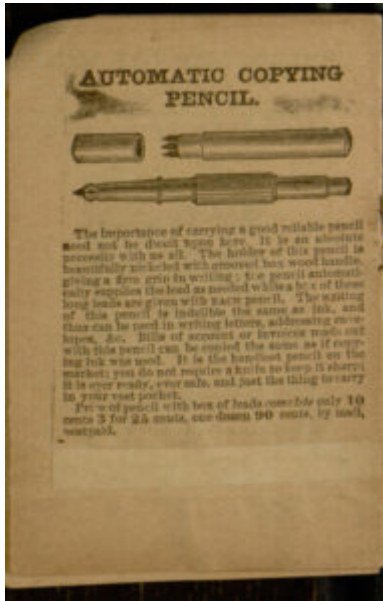 AUTOMATIC COPYING
PENCIL.
The importance of carrying a good reliable pencil
need not be dwelt upon here. It is an absolute
necessity with us all. The holder of this pencil is
beautifully nickeled with grooved box wood handle,
giving a firm grip in writing; the pencil automati-
cally supplies the lead as needed while a box of these
long leads are given with each pencil. The writing
of this pencil is indelible the same as ink, and
thus can be used in writing letters, addressing enve-
lopes, &c. Bills of account or invoices made out
with this pencil can be copied the same as if copy-
ing ink was used. It is the handiest pencil on the
market; you do not require a knife to keep it sharp;
it is ever ready, ever safe, and just the thing to carry
in your vest pocket.
Price of pencil with box of leads complete only 10
cents 3 for 25 cents, one dozen 90 cents, by mail,
postpaid.